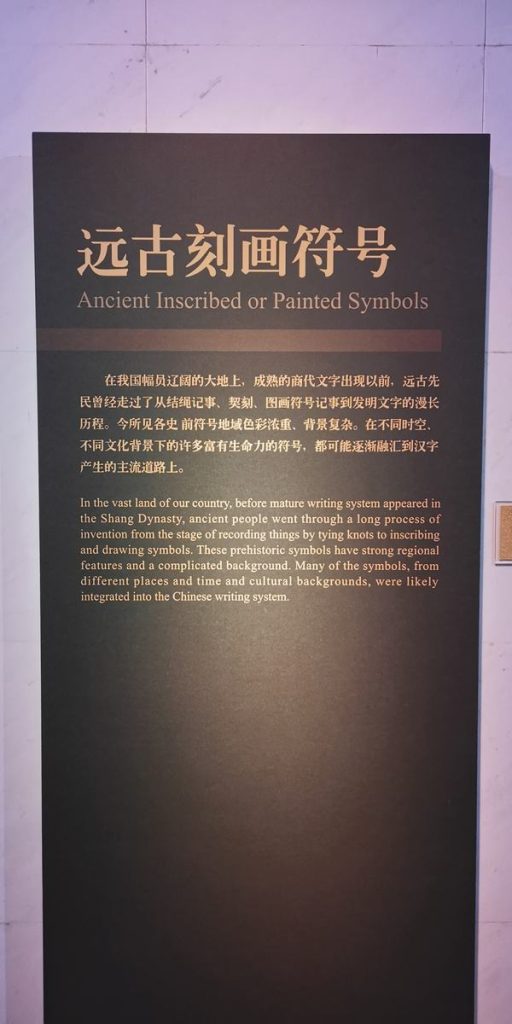 远古刻画符号
Ancient Inscribed or Painted Symbols
在我国幅员辽阔的大地上，成熟的商代文字出现以前，远古先
民曾经走过了从结绳记事、契刻、图画符号记事到发明文字的漫长
历程。今所见各史 前符号地域色彩浓重、背景复杂。在不同时空、
不同文化背景下的许多富有生命力的符号，都可能逐渐融汇到汉字
产生的主流道路上。
In the vast land of our country, before mature writing system appeared in
the Shang Dynasty, ancient people went through a long process of
invention from the stage of recording things by tying knots to inscribing
and drawing symbols. These prehistoric symbols have strong regional
features and a complicated background. Many of the symbols, from
different places and time and cultural backgrounds, were likely
integrated into the Chinese writing system.